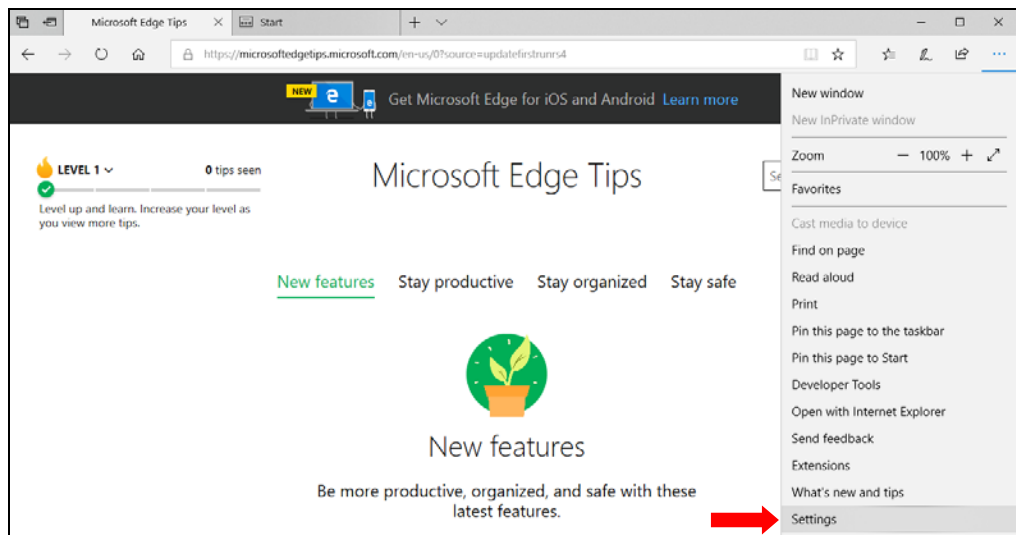 Microsoft Edge Tips
Start
https://microsoftedgetips.microsoft.com/en-us/0?source=updatefirstrunrs4
NEW
Get Microsoft Edge for iOS and Android Learn more
LEVEL 1
0 tips seen
Level up and learn. Increase your level as
you view more tips.
Microsoft Edge Tips
Se
New features
Stay productive
Stay organized
Stay safe
New features
Be more productive, organized, and safe with these
latest features.
New window
New InPrivate window
Zoom
100%
Favorites
Cast media to device
Find on page
Read aloud
Print
Pin this page to the taskbar
Pin this page to Start
Developer Tools
Open with Internet Explorer
Send feedback
Extensions
What's new and tips
Settings